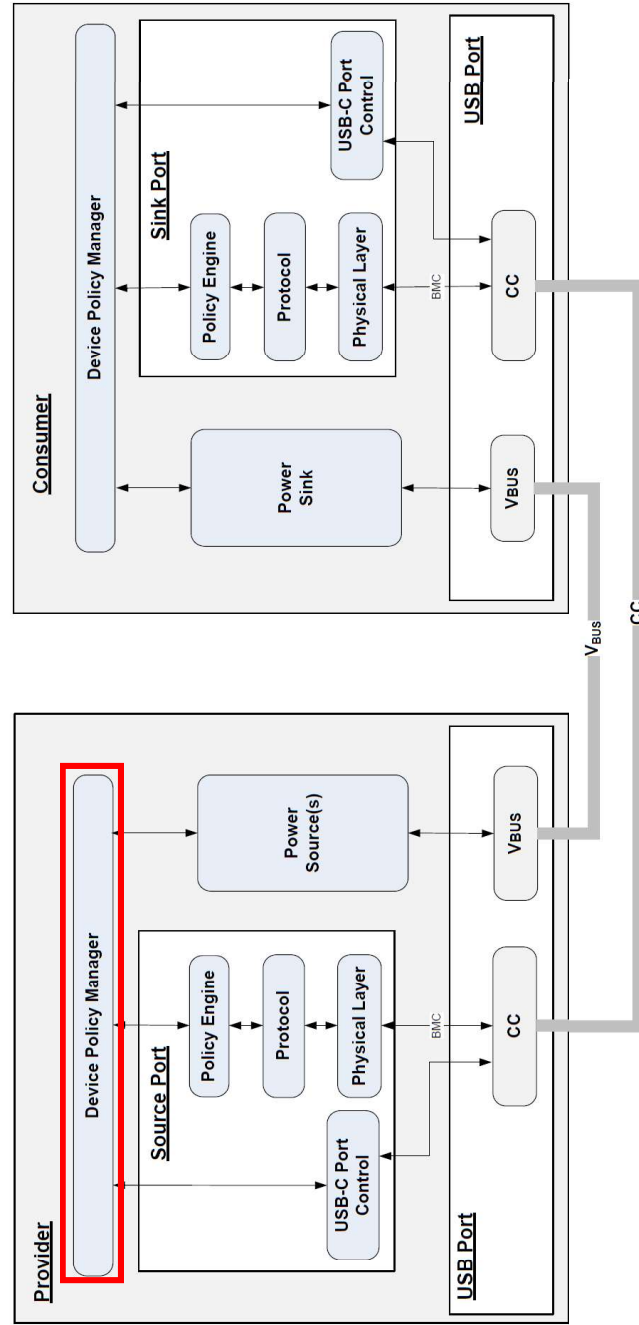 Provider
Device Policy Manager
Source Port
Policy Engine
Protocol
Physical Layer
USB-C Port
Control
Power
Source(s)
BMC
USB Port
CC
VBUS
Consumer
Device Policy Manager
Sink Port
Power
Sink
Policy Engine
Protocol
Physical Layer
USB-C Port
Control
BMC
USB Port
VBUS
CC
VBUS
CC